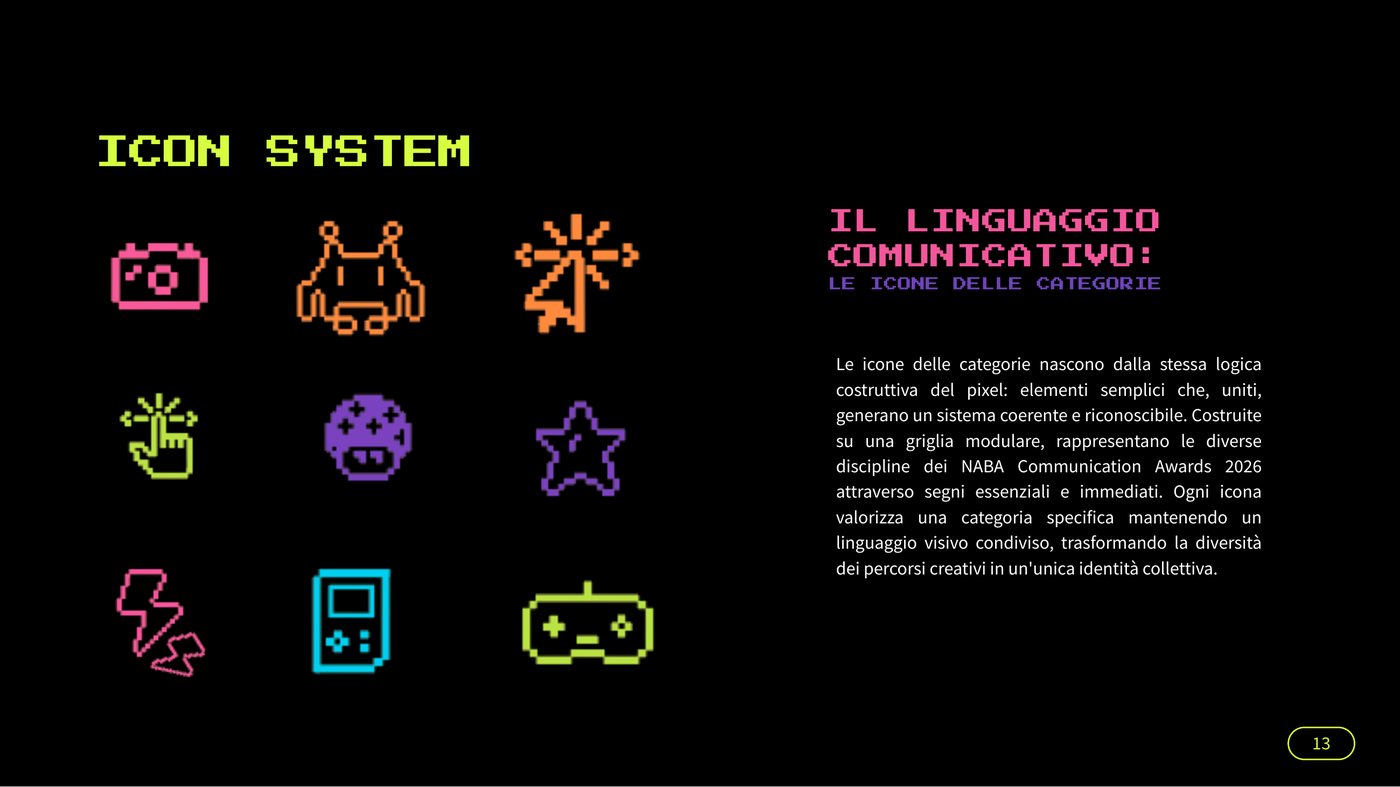 ICON SYSTEM
IL LINGUAGGIO
COMUNICATIVO:
LE ICONE DELLE CATEGORIE
Le icone delle categorie nascono dalla stessa logica
costruttiva del pixel: elementi semplici che, uniti,
generano un sistema coerente e riconoscibile. Costruite
su una griglia modulare, rappresentano le diverse
discipline dei NABA Communication Awards 2026
attraverso segni essenziali e immediati. Ogni icona
valorizza una categoria specifica mantenendo un
linguaggio visivo condiviso, trasformando la diversità
dei percorsi creativi in un'unica identità collettiva.
13